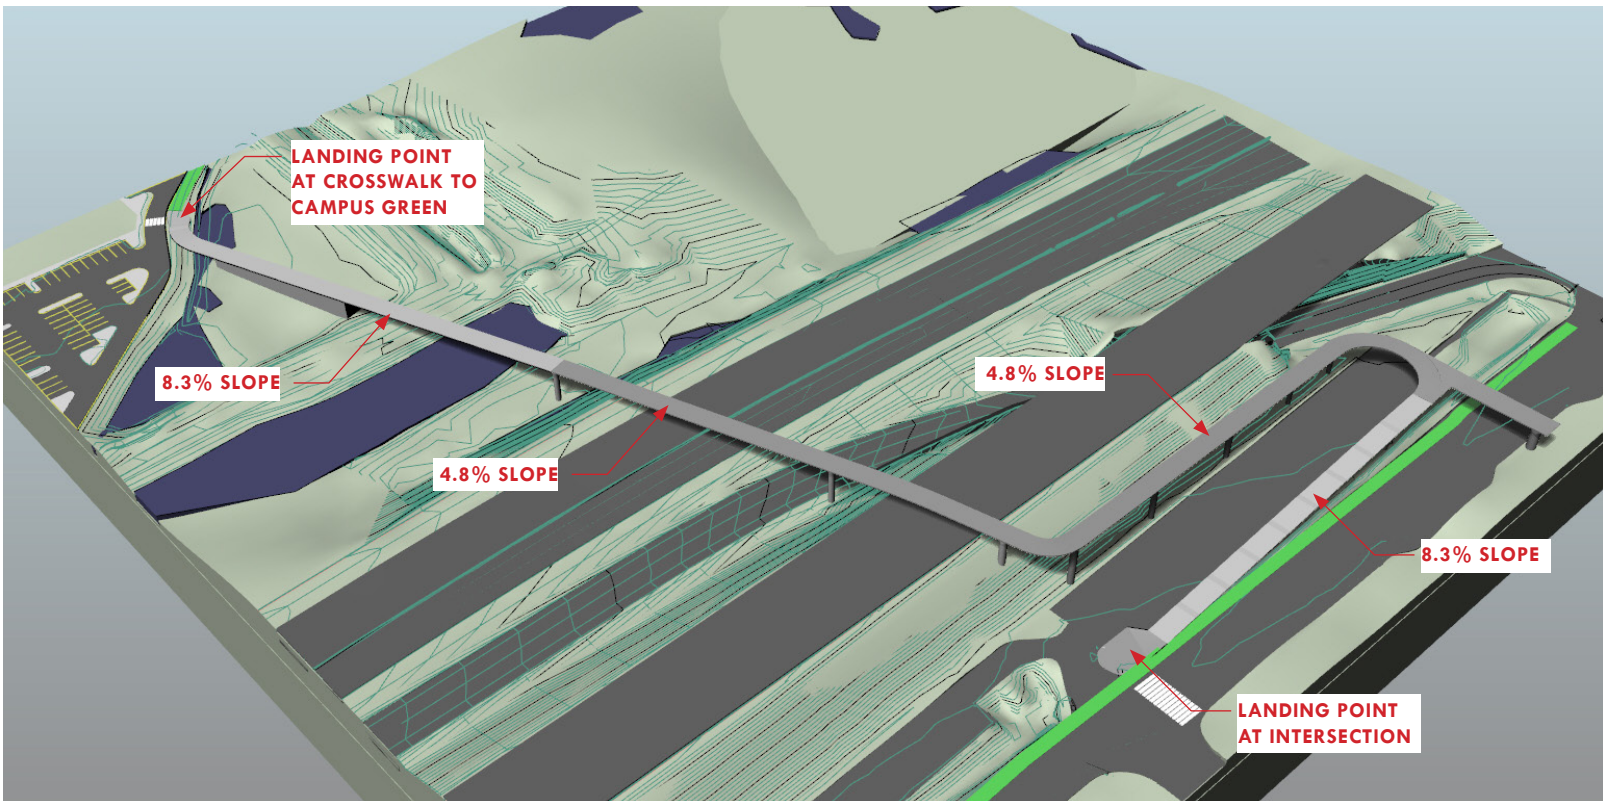 LANDING POINT
AT CROSSWALK TO
CAMPUS GREEN
8.3% SLOPE
4.8% SLOPE
4.8% SLOPE
8.3% SLOPE
LANDING POINT
AT INTERSECTION